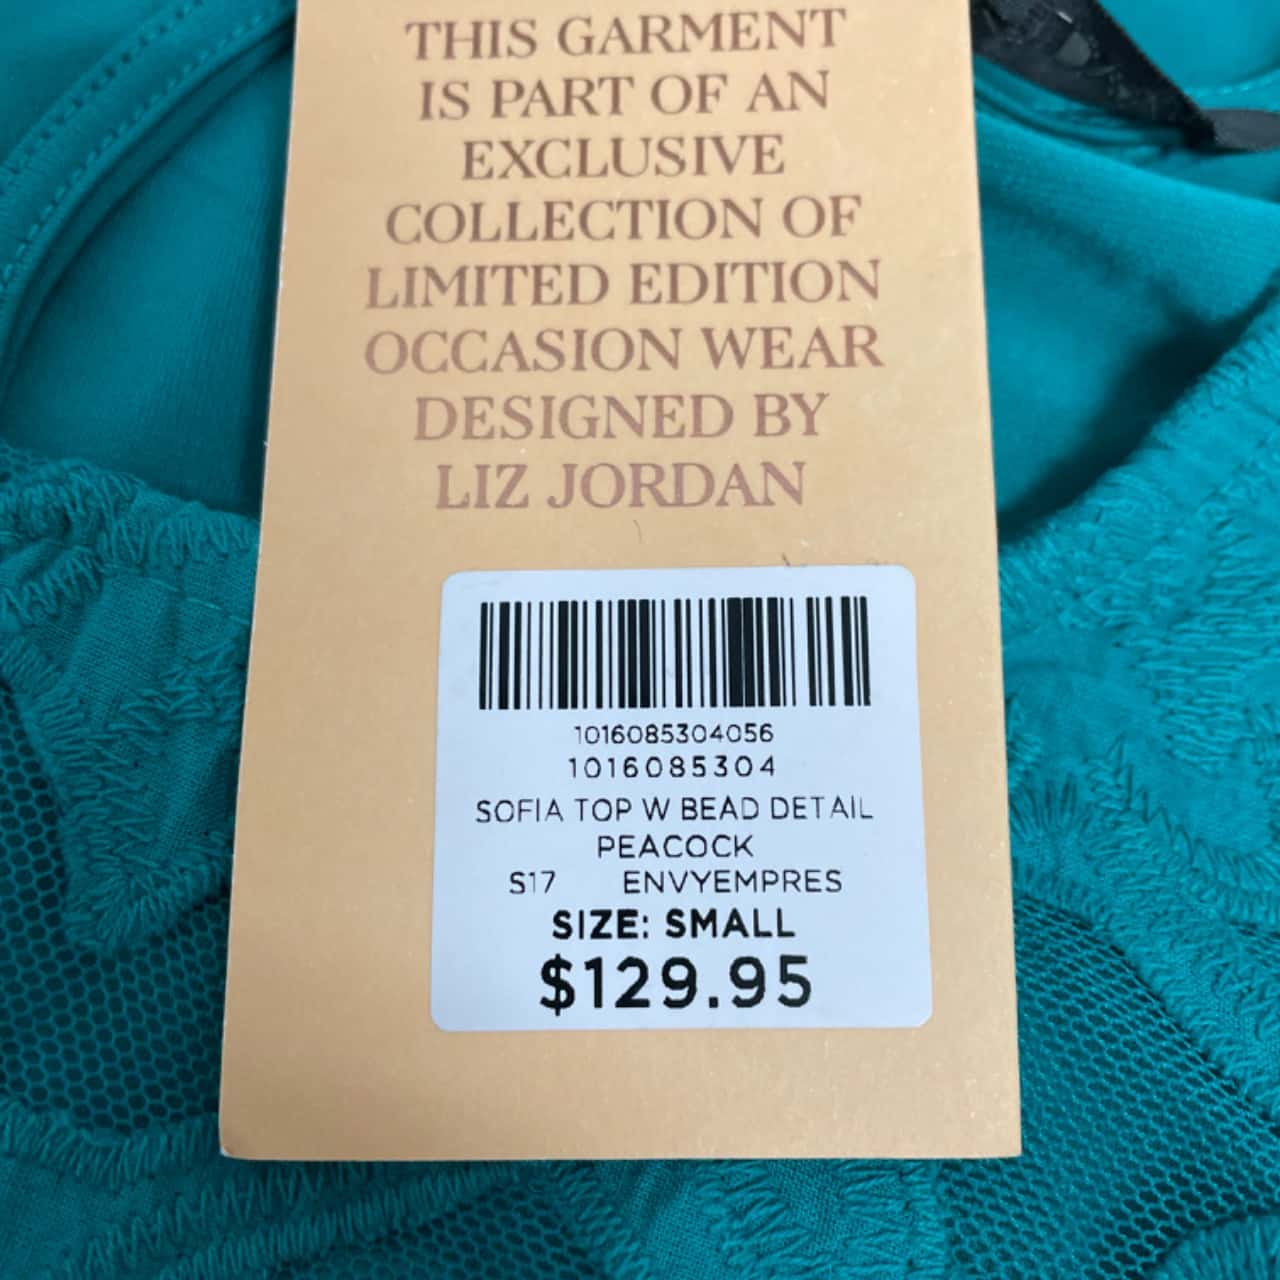 THIS GARMENT
IS PART OF AN
EXCLUSIVE
COLLECTION OF
LIMITED EDITION
OCCASION WEAR
DESIGNED BY
LIZ JORDAN
1016085304056
1016085304
SOFIA TOP W BEAD DETAIL
PEACOCK
S17 ENVYEMPRES
SIZE: SMALL
$129.95